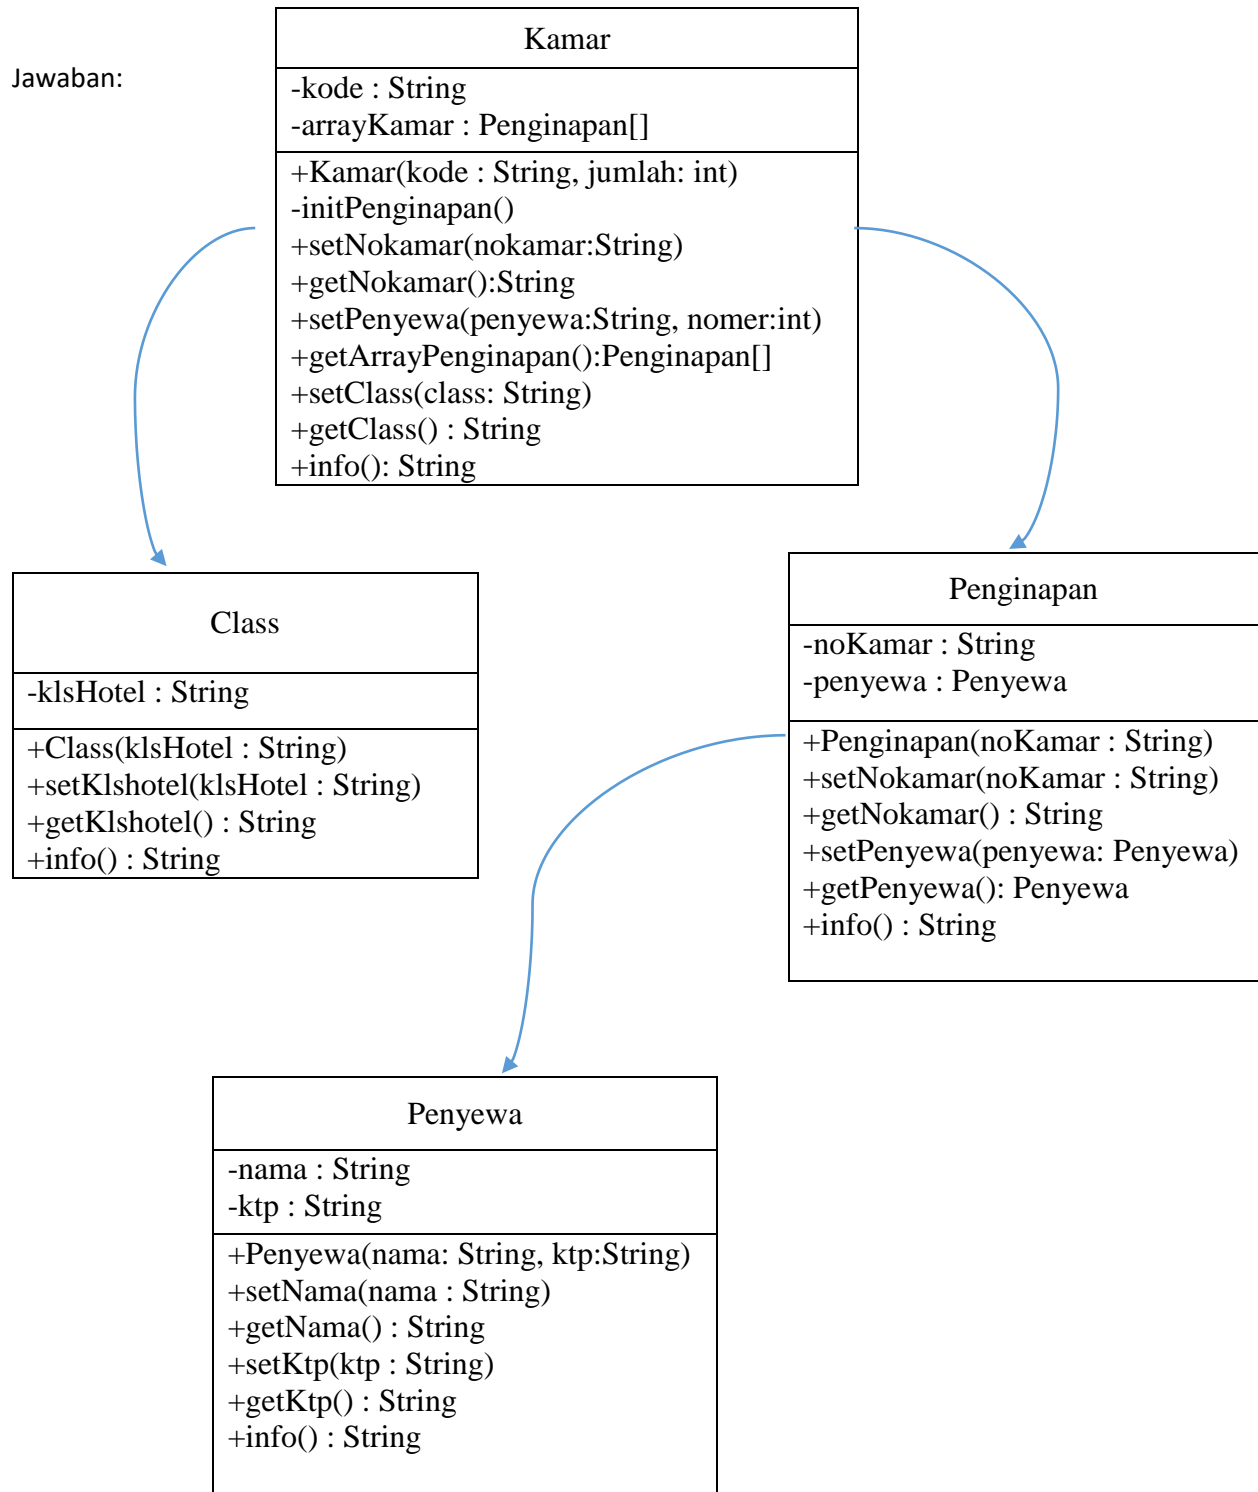 Jawaban:
Kamar
-kode : String
-arrayKamar : Penginapan[]
+Kamar(kode : String, jumlah: int)
-initPenginapan()
+setNokamar(nokamar:String)
+getNokamar():String
+setPenyewa(penyewa:String, nomer:int)
+getArrayPenginapan():Penginapan[]
+setClass(class: String)
+getClass() : String
+info(): String
Class
-klsHotel : String
+Class(klsHotel : String)
+setKlshotel(klsHotel : String)
+getKlshotel() : String
+info() : String
Penginapan
-noKamar : String
-penyewa : Penyewa
+Penginapan(noKamar : String)
+setNokamar(noKamar : String)
+getNokamar() : String
+setPenyewa(penyewa: Penyewa)
+getPenyewa(): Penyewa
+info() : String
Penyewa
-nama : String
-ktp : String
+Penyewa(nama: String, ktp:String)
+setNama(nama : String)
+getNama() : String
+setKtp(ktp : String)
+getKtp() : String
+info() : String